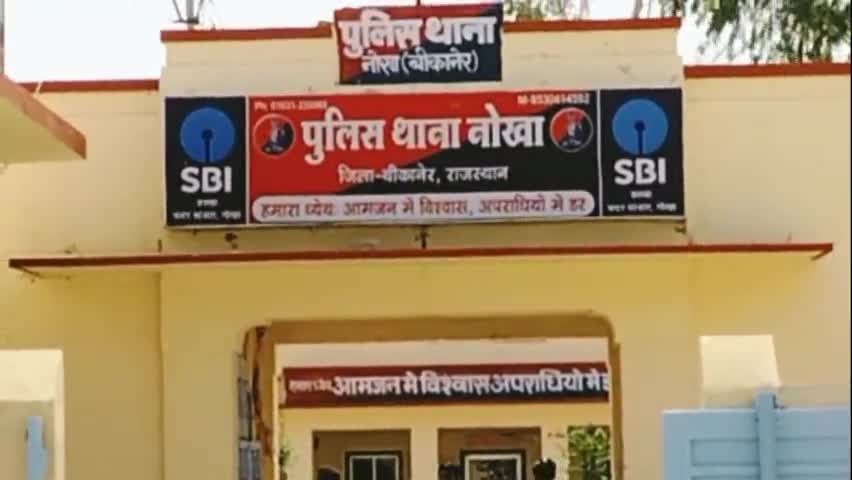 पुलिस थाना
नोखा (बीकानेर)
पुलिस थाना नोखा
जिला-बीकानेर, राजस्थान
हमारा ध्येय: आमजन में विश्वास, अपराधियों में डर
SBI
SBI
आमजन में विश्वास अपराधियो मे